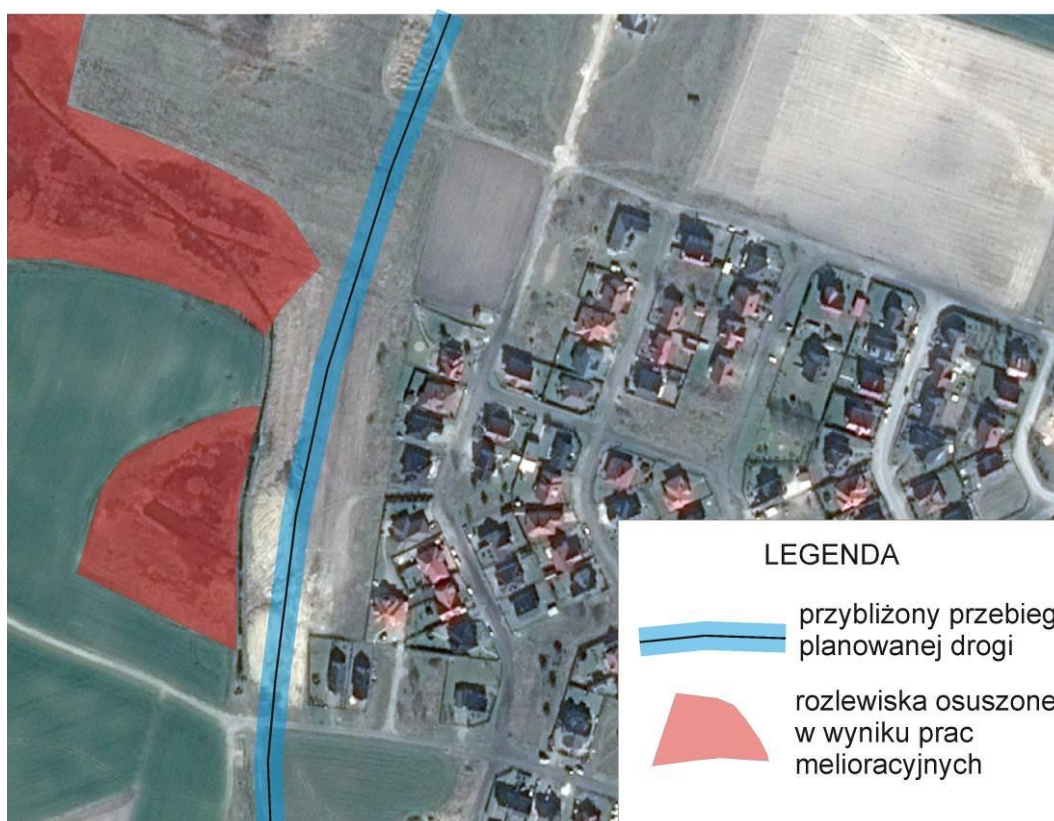 LEGENDA
przybliżony przebieg
planowanej drogi
rozlewiska osuszone
w wyniku prac
melioracyjnych